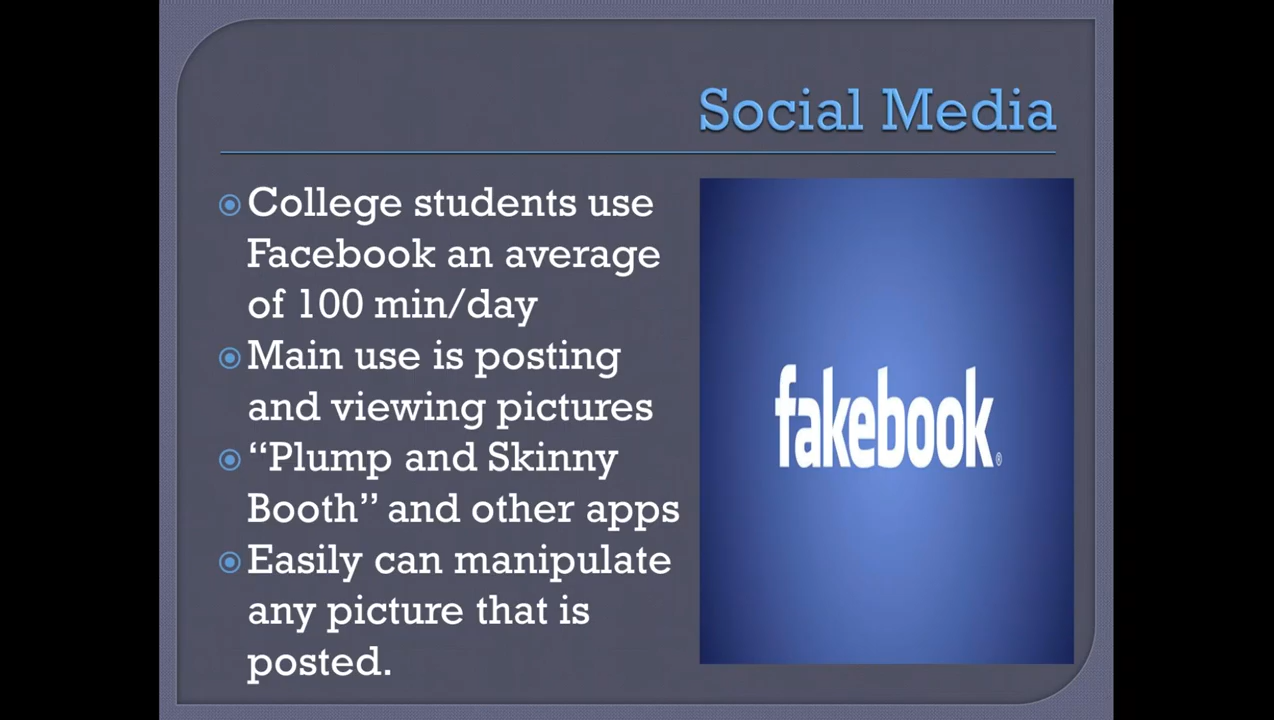 Social Media
College students use
Facebook an average
of 100 min/day
Main use is posting
and viewing pictures
“Plump and Skinny
Booth” and other apps
Easily can manipulate
any picture that is
posted.
fakebook®